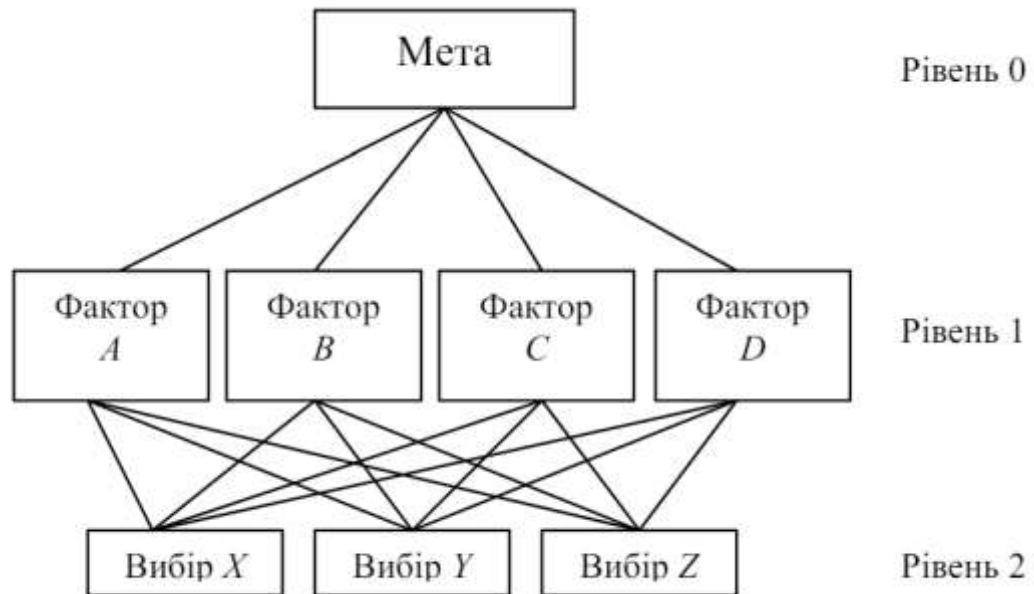 Мета
Рівень 0
Фактор
A
Фактор
B
Фактор
C
Фактор
D
Рівень 1
Вибір X
Вибір Y
Вибір Z
Рівень 2